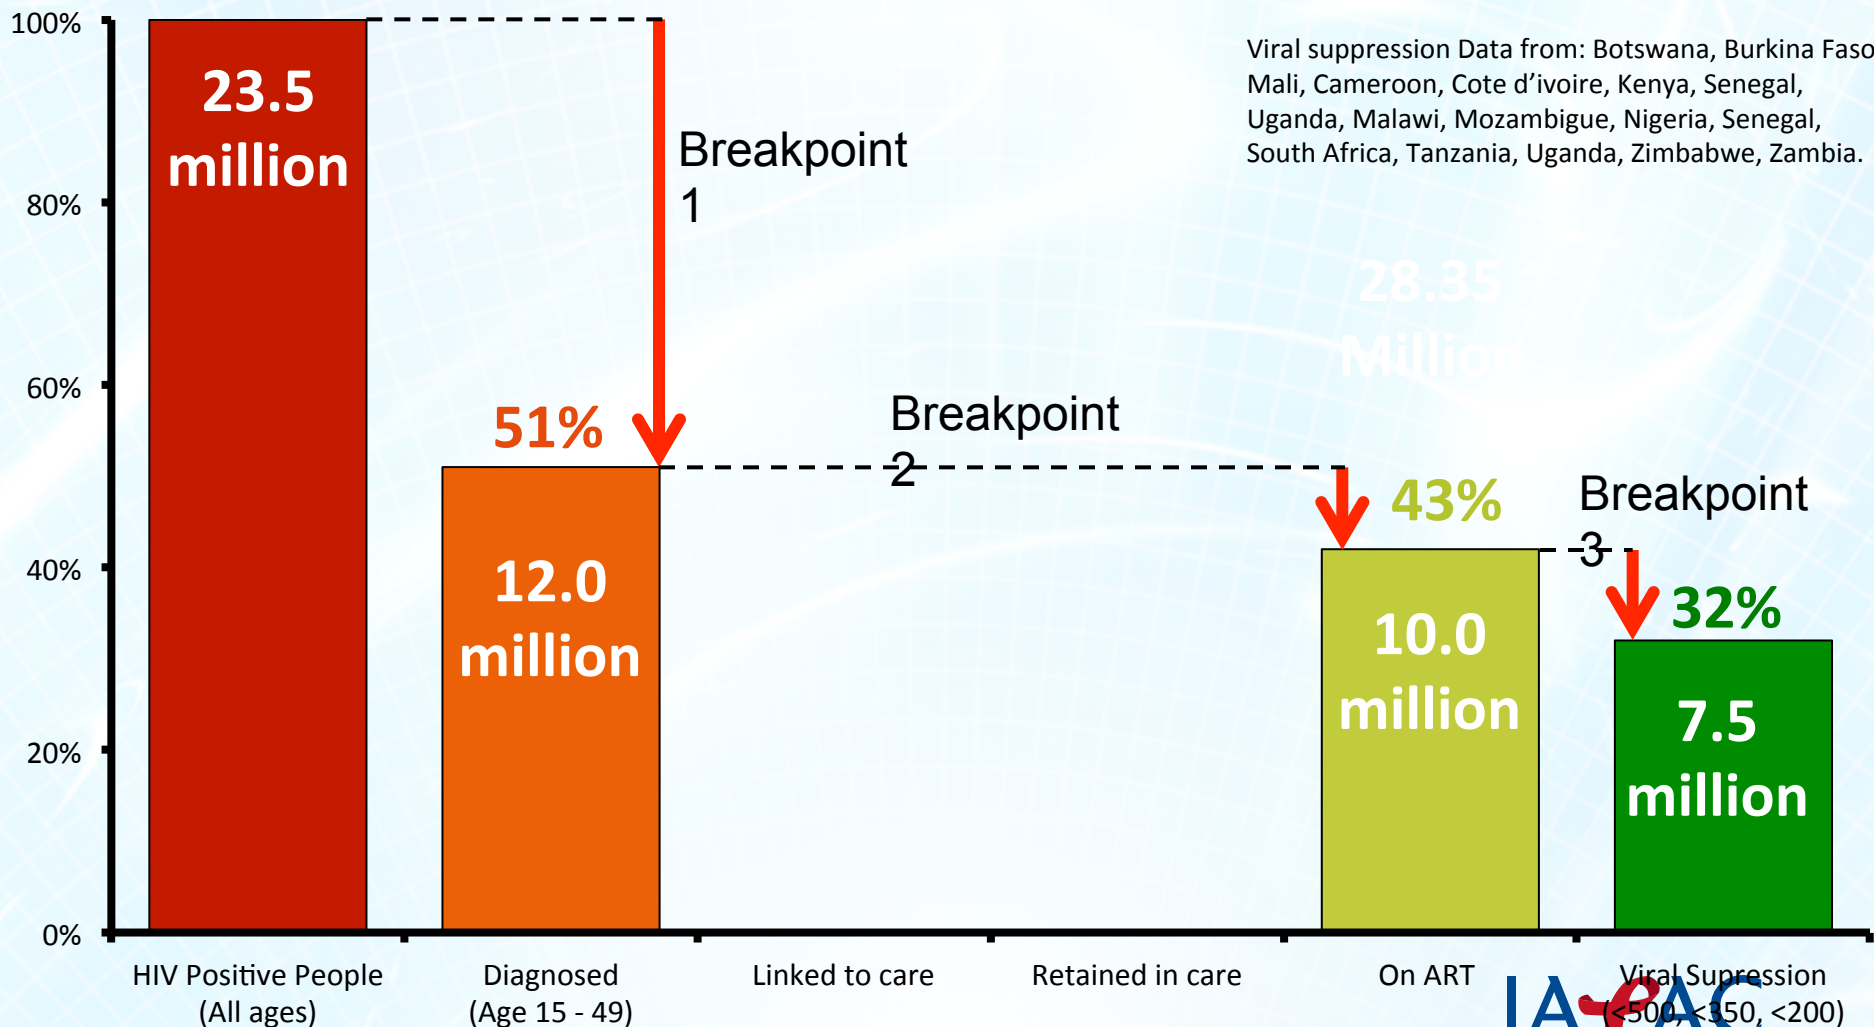 100%
80%
60%
40%
20%
0%
23.5
million
Breakpoint
1
Viral suppression Data from: Botswana, Burkina Faso
Mali, Cameroon, Cote d’ivoire, Kenya, Senegal,
Uganda, Malawi, Mozambigue, Nigeria, Senegal,
South Africa, Tanzania, Uganda, Zimbabwe, Zambia.
28.35
Million
51%
12.0
million
Breakpoint
2
43%
10.0
million
Breakpoint
3
32%
7.5
million
HIV Positive People
(All ages)
Diagnosed
(Age 15 - 49)
Linked to care
Retained in care
On ART
Viral Supression
(<500, <350, <200)
IAPAC